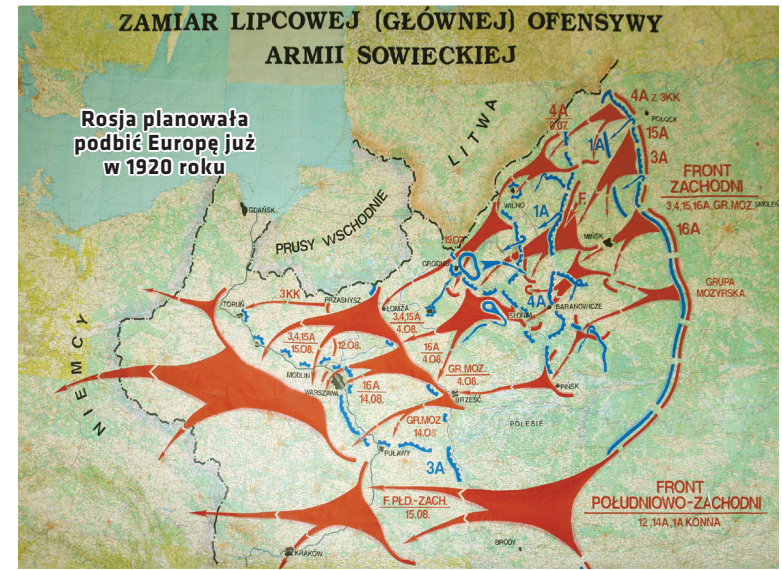 ZAMIAR LIPCOWEJ (GŁÓWNEJ) OFENSYWY
ARMII SOWIECKIEJ
Rosja planowała
podbić Europę już
w 1920 roku
LITWA
4A
4A z 3KK
POŁOCK
15A
1A
3A
FRONT
ZACHODNI
3,4,15,16A, GR. MOZ.
SMOLEŃ
WILNO
1A
F.
16A
MIŃSK
GDAŃSK
PRUSY WSCHODNIE
GRODNO
GRUPA
MOZYRSKA
TORUŃ
3KK
PRZASNYSZ
ŁOMŻA
3,4,15A
4.08.
SŁONIM
4A
BARANOWICZE
NIEMCY
3,4,15A
15.08.
12.08.
16A
4.08.
MODLIN
WARSZAWA
16A
14.08.
GR. MOZ.
4.08.
BRZEŚĆ
PIŃSK
GR.MOZ
14.08
POLESIE
PUŁAWY
3A
F. PŁD.-ZACH.
15.08.
FRONT
POŁUDNIOWO-ZACHODNI
12,14A,1A KONNA
KRAKÓW
BRODY